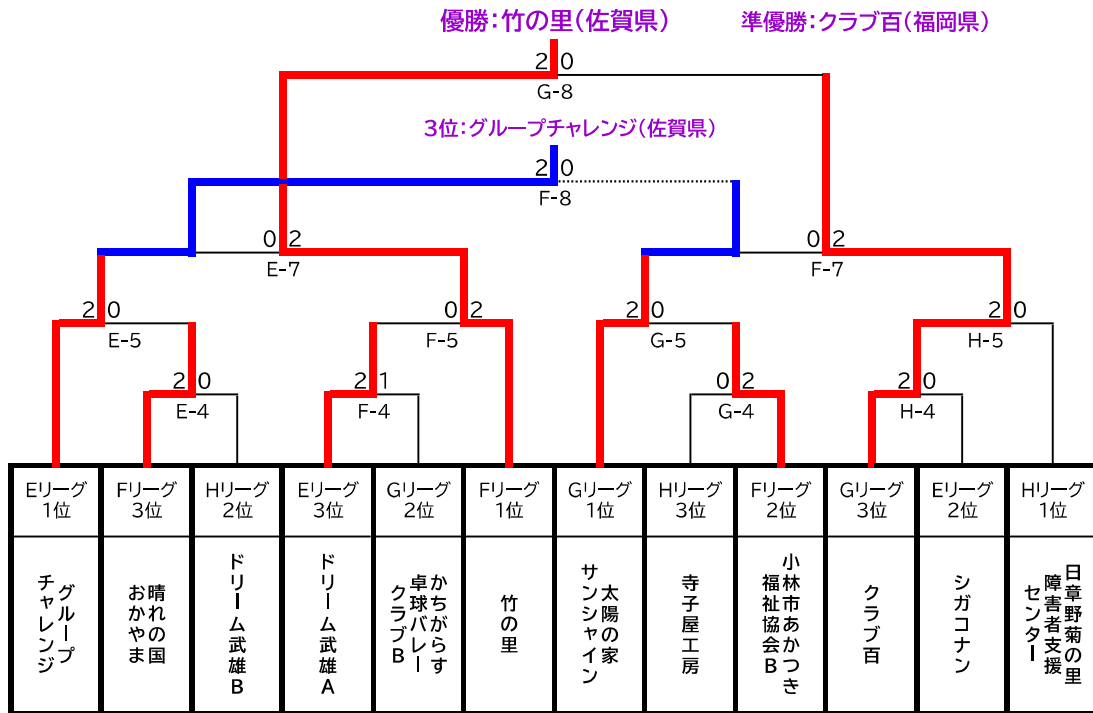 優勝：竹の里（佐賀県） 準優勝：クラブ百（福岡県）
2 0
G-8
3位：グループチャレンジ（佐賀県）
2 0
F-8
0 2 0 2
E-7 F-7
2 0 0 2 2 0 2 0
E-5 F-5 G-5 H-5
2 0 2 1 0 2 2 0
E-4 F-4 G-4 H-4
Eリーグ
1位
Fリーグ
3位
Hリーグ
2位
Eリーグ
3位
Gリーグ
2位
Fリーグ
1位
Gリーグ
1位
Hリーグ
3位
Fリーグ
2位
Gリーグ
3位
Eリーグ
2位
Hリーグ
1位
グループ
チャレンジ
晴れの国
おかやま
ドリーム武雄B
ドリーム武雄A
かちがらす
卓球バレー
クラブB
竹の里
太陽の家
サンシャイン
寺子屋工房
小林市あかつき
福祉協会B
クラブ百
シガコナン
日章野菊の里
障害者支援
センター